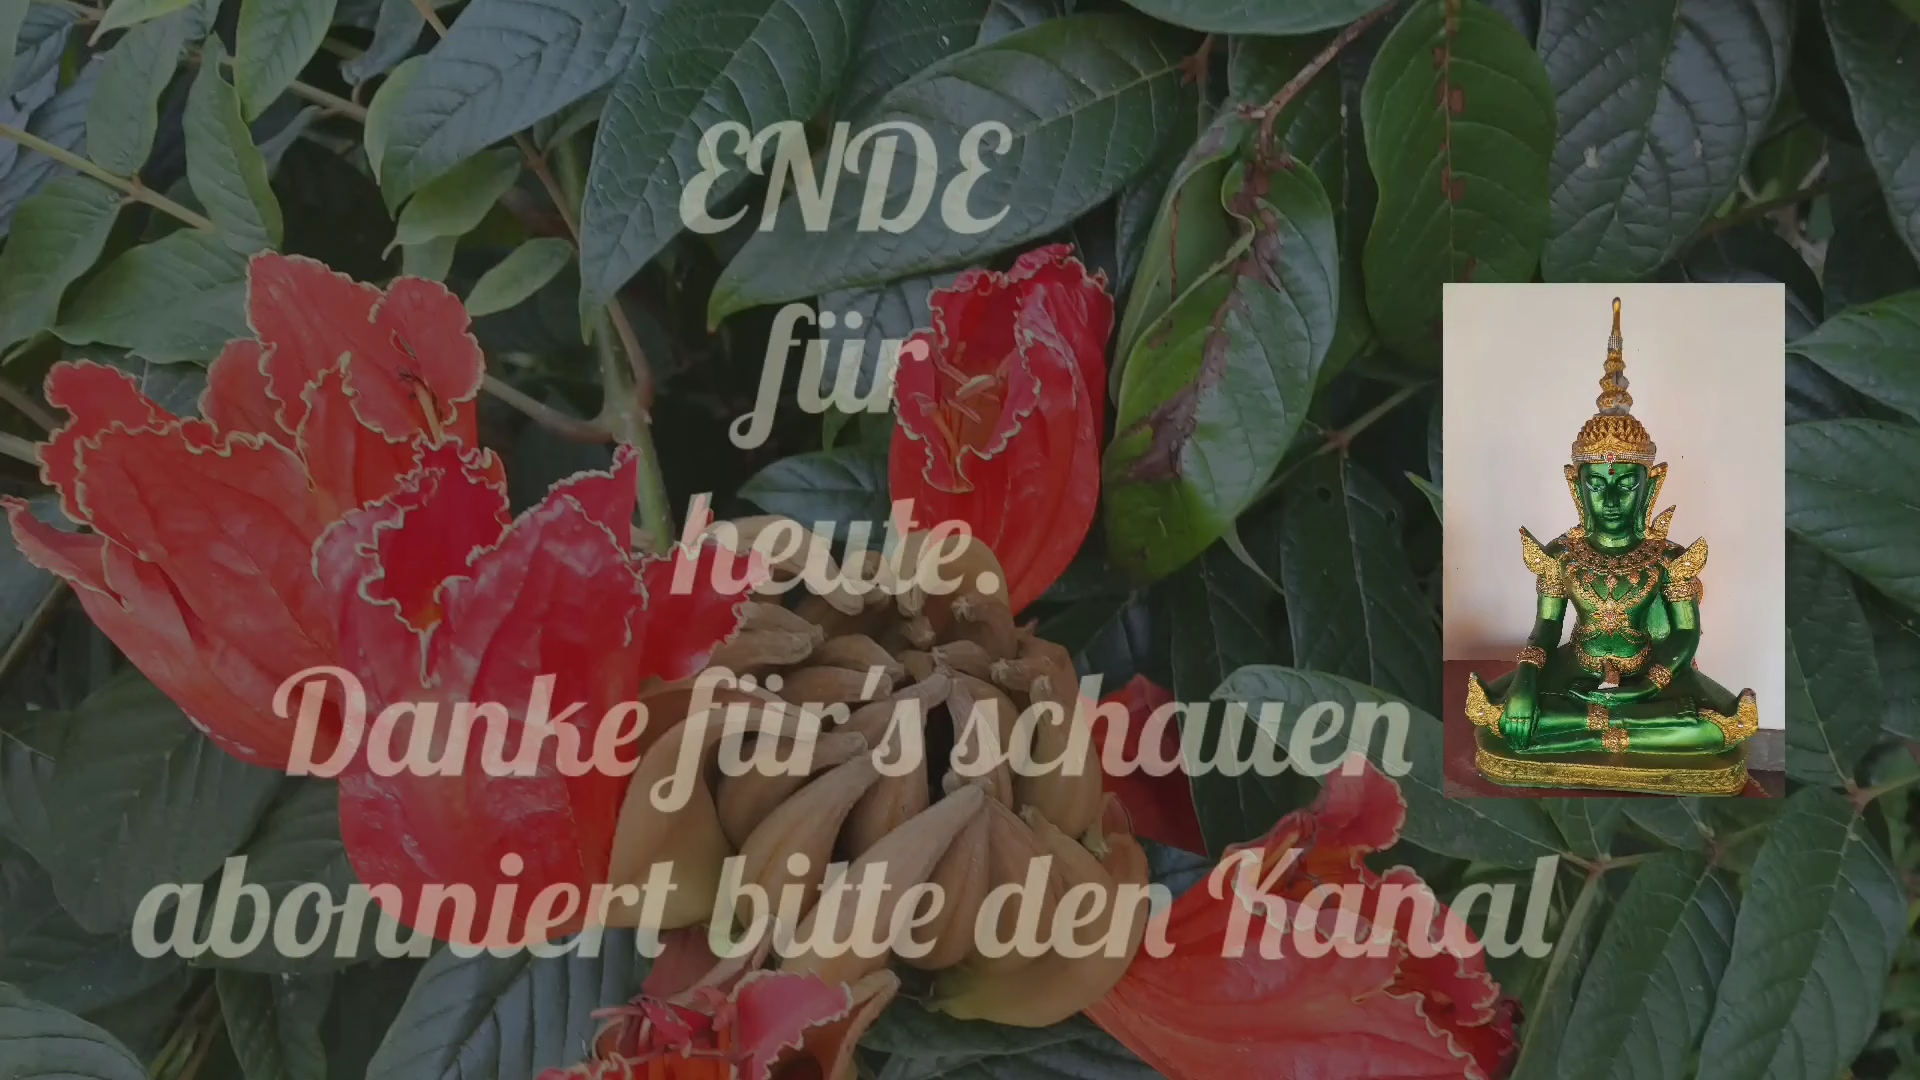 ENDE
für
heute.
Danke für's schauen
abonniert bitte den Kanal